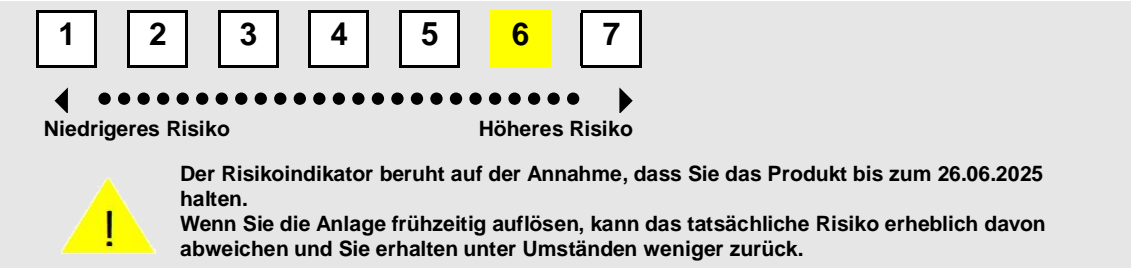 1 2 3 4 5 6 7
Niedrigeres Risiko Höheres Risiko
Der Risikoindikator beruht auf der Annahme, dass Sie das Produkt bis zum 26.06.2025
halten.
Wenn Sie die Anlage frühzeitig auflösen, kann das tatsächliche Risiko erheblich davon
abweichen und Sie erhalten unter Umständen weniger zurück.
!